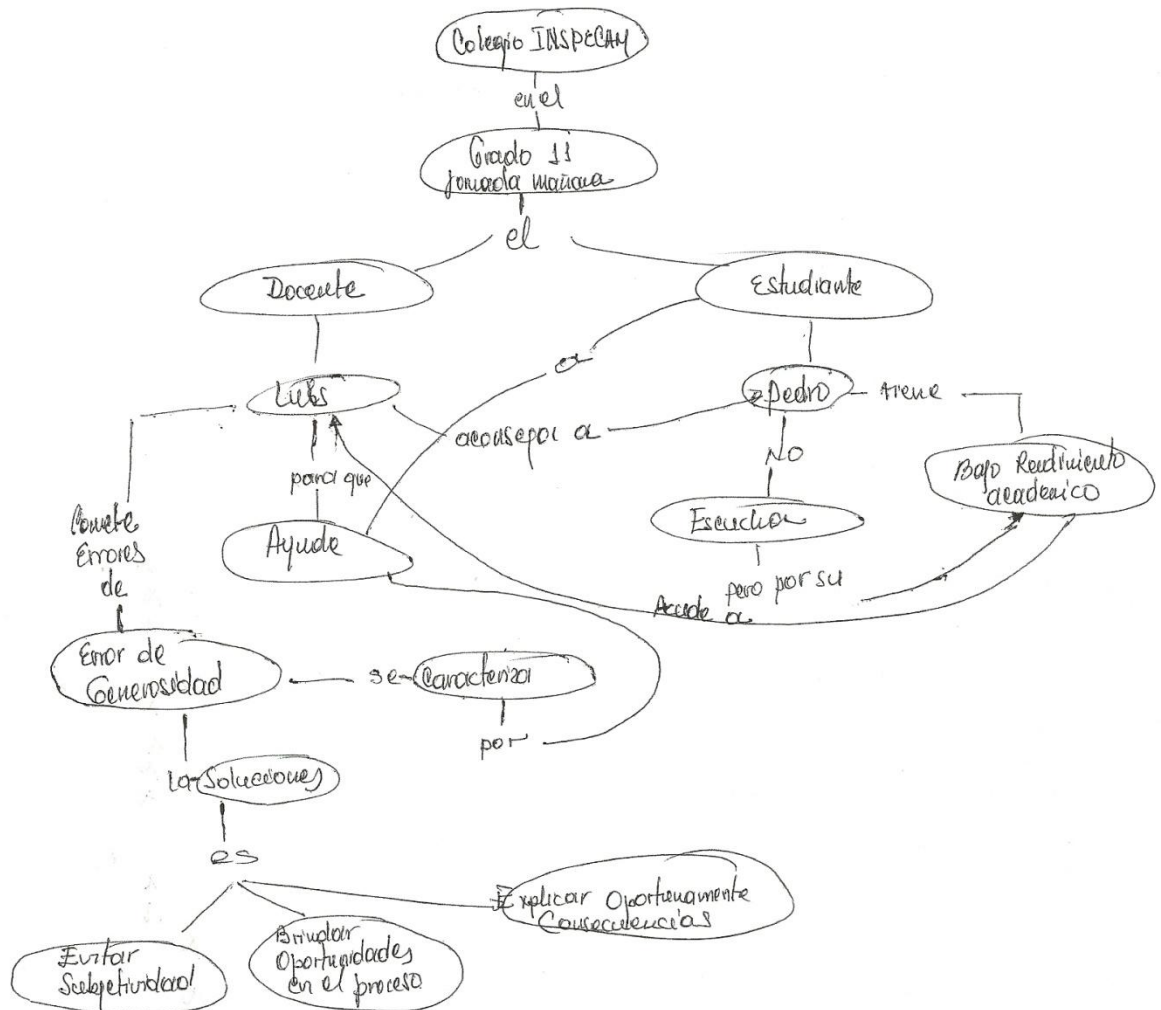 Colegio INSPECAM
en el
Grado 11
jornada mañana
el
Docente
Estudiante
a
Luis
aconseja a
Pedro
tiene
para que
NO
Bajo Rendimiento
academico
Escucha
Ayude
Comete
Errores
de
pero por su
Acude a
Error de
Generosidad
se
Caracteriza
por
la
Soluciones
es
Explicar Oportunamente
Consecuencias
Brindar
Oportunidades
en el proceso
Evitar
Subjetividad